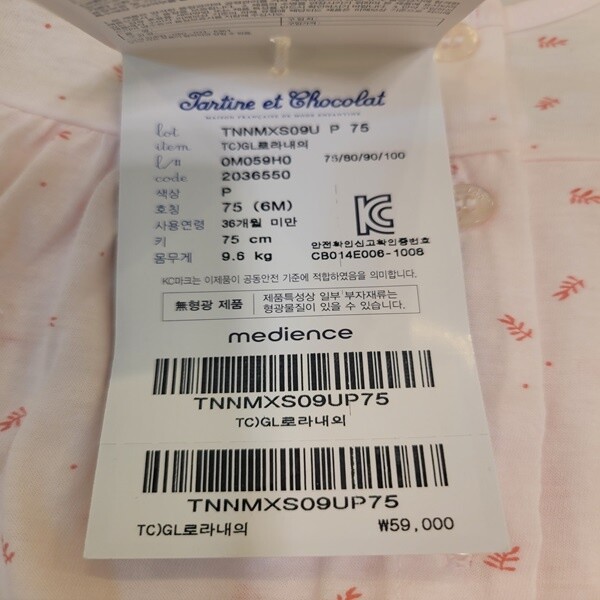 Tartine et Chocolat
MAISON FRANÇAISE DE MODE ENFANTINE
lot TNNMXS09U P 75
item TC)GL로라내의
l/n 0M059H0 75/80/90/100
code 2036550
색상 P
호칭 75 (6M)
사용연령 36개월 미만
키 75 cm
몸무게 9.6 kg
안전확인신고확인증번호
CB014E006-1008
KC마크는 이제품이 공동안전 기준에 적합하였음을 의미합니다.
無형광 제품
제품특성상 일부 부자재류는
형광물질이 있을 수 있습니다.
medience
TNNMXS09UP75
TC)GL로라내의
TNNMXS09UP75
TC)GL로라내의 ₩59,000